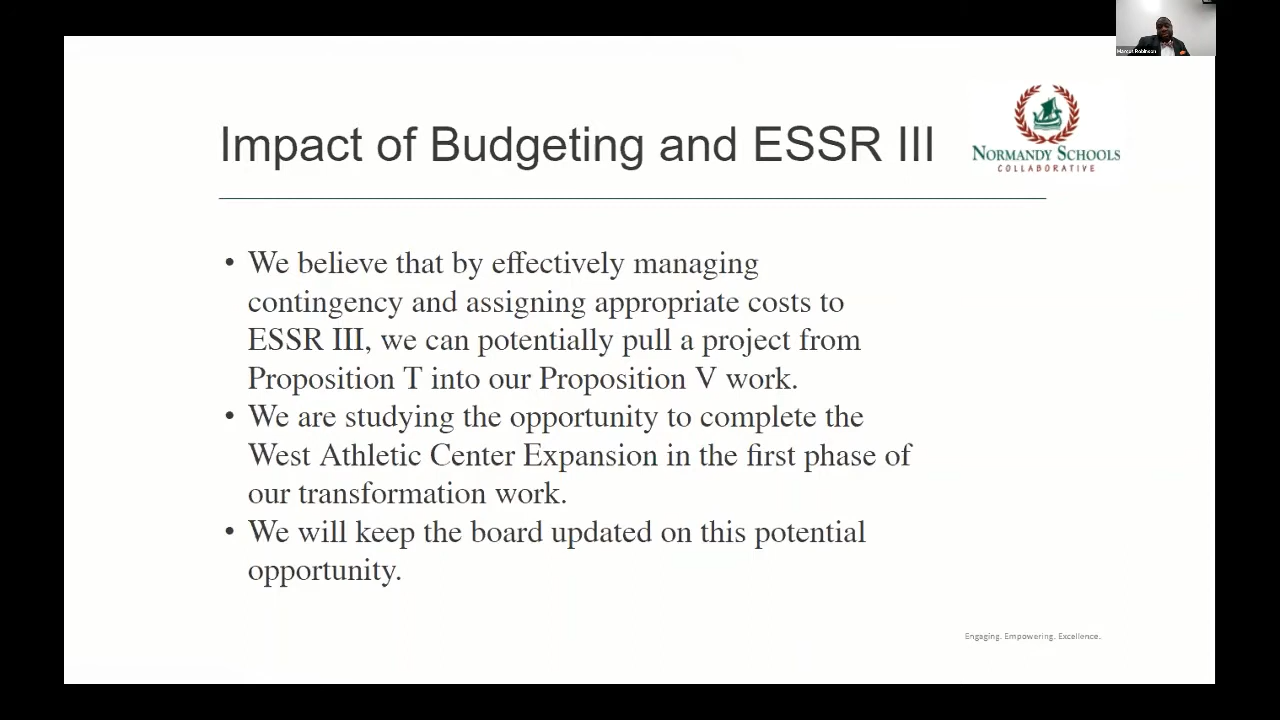 Marcus Robinson
Impact of Budgeting and ESSR III
NORMANDY SCHOOLS
COLLABORATIVE
• We believe that by effectively managing
contingency and assigning appropriate costs to
ESSR III, we can potentially pull a project from
Proposition T into our Proposition V work.
• We are studying the opportunity to complete the
West Athletic Center Expansion in the first phase of
our transformation work.
• We will keep the board updated on this potential
opportunity.
Engaging. Empowering. Excellence.